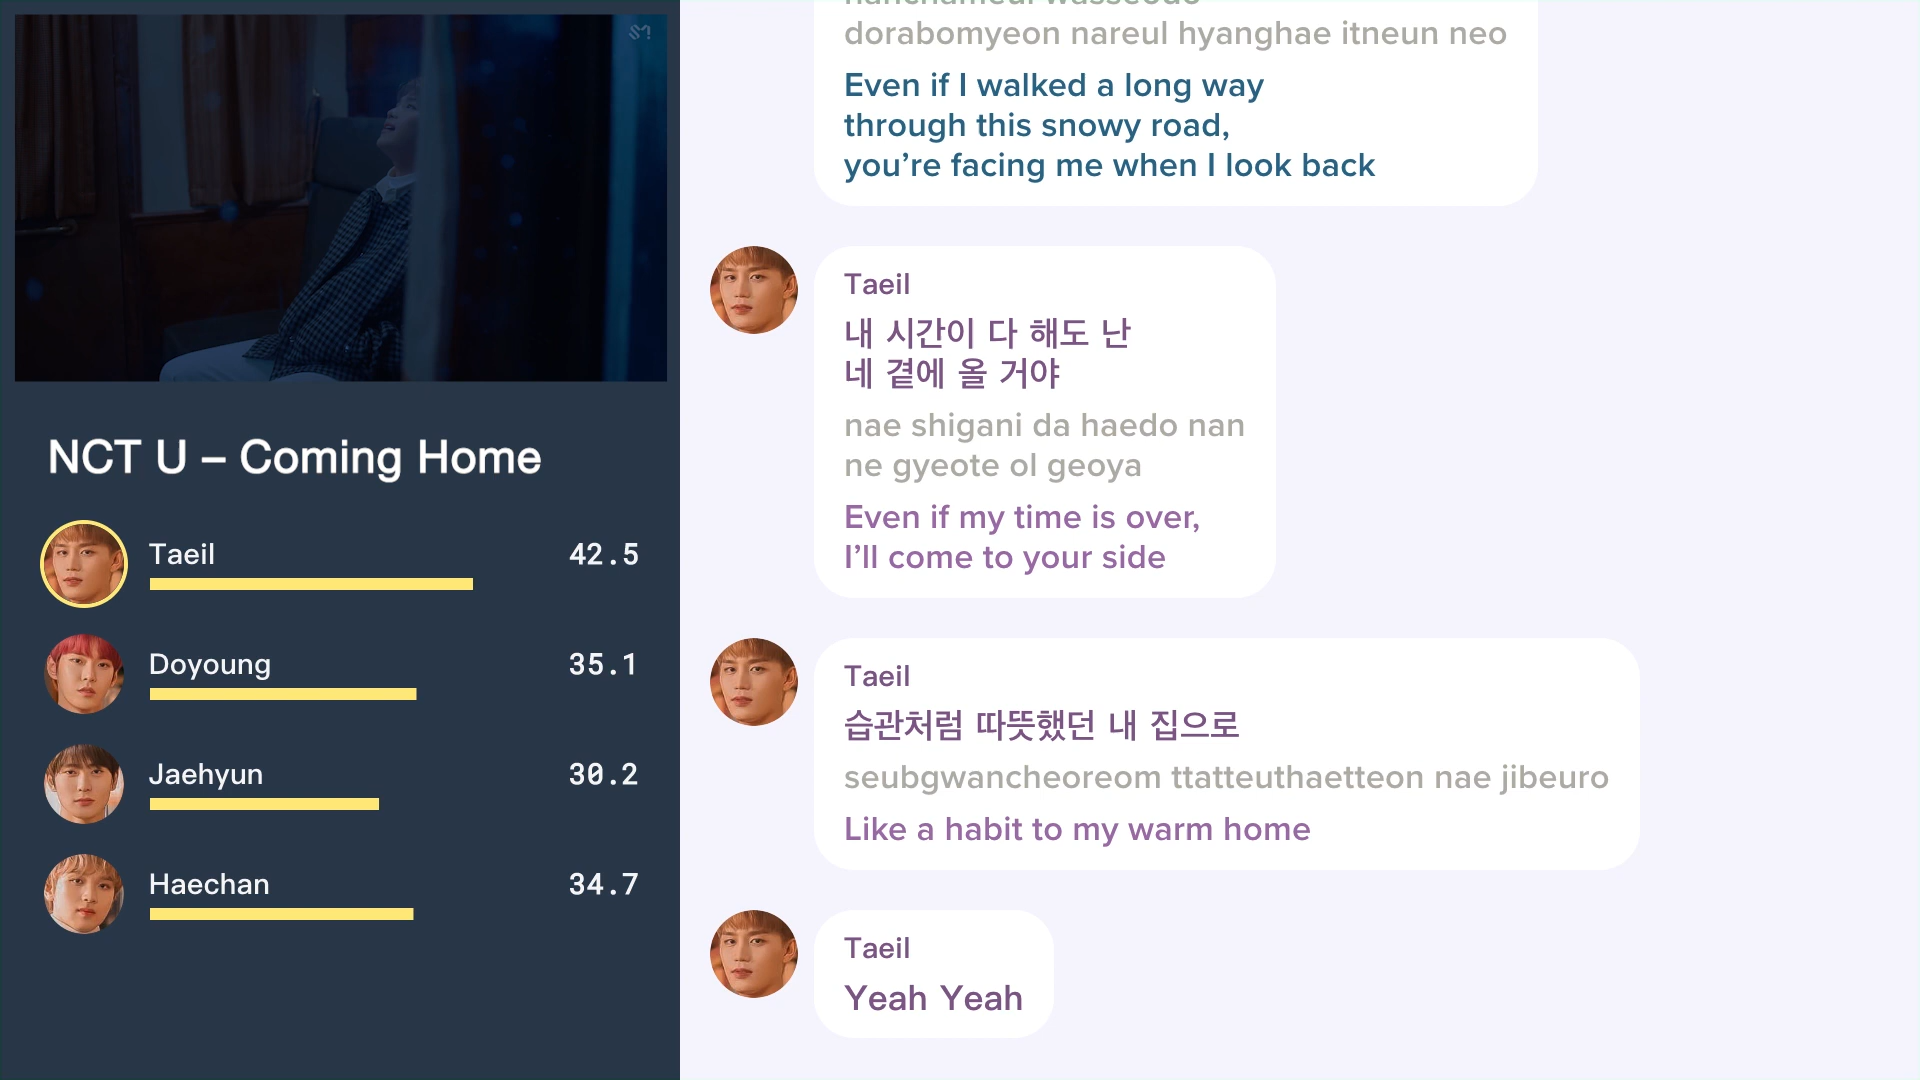 SM!
NCT U – Coming Home
Taeil
42.5
Doyoung
35.1
Jaehyun
30.2
Haechan
34.7
dorabomyeon nareul hyanghae itneun neo
Even if I walked a long way
through this snowy road,
you’re facing me when I look back
Taeil
내 시간이 다 해도 난
네 곁에 올 거야
nae shigani da haedo nan
ne gyeote ol geoya
Even if my time is over,
I’ll come to your side
Taeil
습관처럼 따뜻했던 내 집으로
seubgwancheoreom ttatteuthaetteon nae jibeuro
Like a habit to my warm home
Taeil
Yeah Yeah